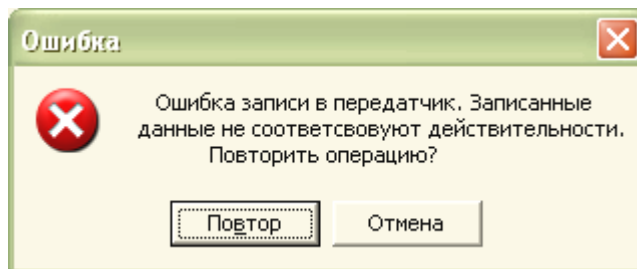 Ошибка
Ошибка записи в передатчик. Записанные
данные не соответсвовуют действительности.
Повторить операцию?
Повтор
Отмена